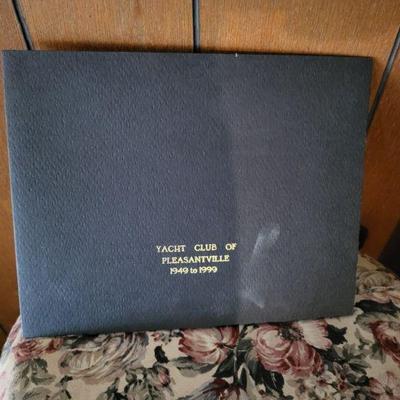 YACHT CLUB OF
PLEASANTVILLE
1949 to 1999